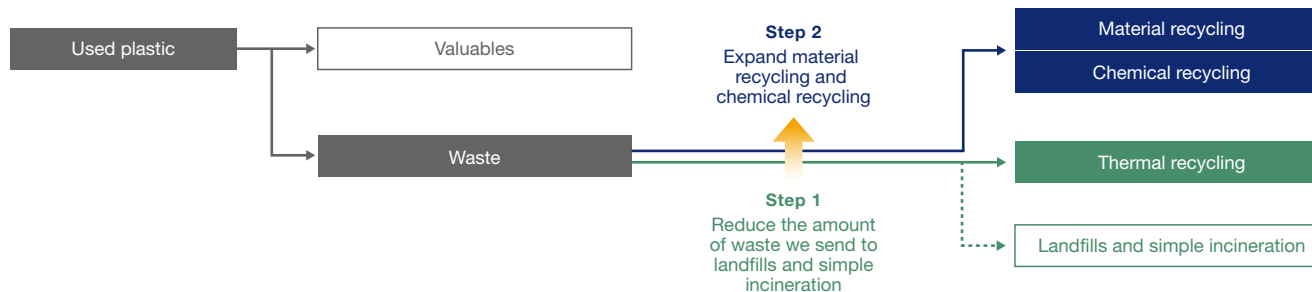 Used plastic
Valuables
Waste
Step 2
Expand material
recycling and
chemical recycling
Step 1
Reduce the amount
of waste we send to
landfills and simple
incineration
Material recycling
Chemical recycling
Thermal recycling
Landfills and simple incineration